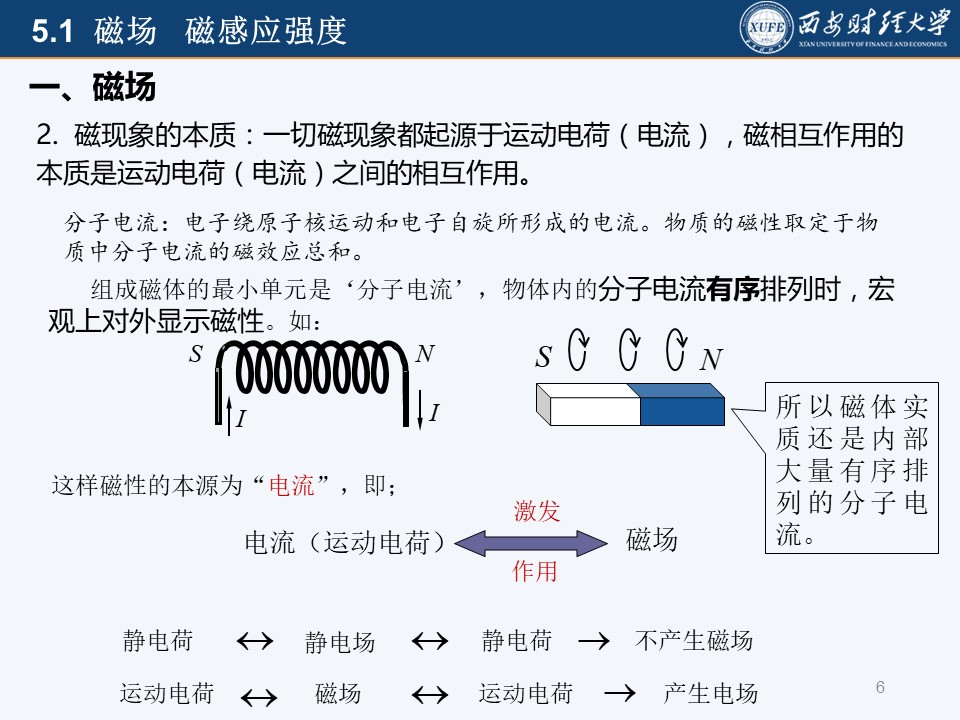 5.1 磁场 磁感应强度
XUFE 西安财经大学
XI'AN UNIVERSITY OF FINANCE AND ECONOMICS
一、磁场
2. 磁现象的本质：一切磁现象都起源于运动电荷（电流），磁相互作用的
本质是运动电荷（电流）之间的相互作用。
分子电流：电子绕原子核运动和电子自旋所形成的电流。物质的磁性取定于物
质中分子电流的磁效应总和。
组成磁体的最小单元是‘分子电流’，物体内的分子电流有序排列时，宏
观上对外显示磁性。如：
S N S N
I I
所以磁体实
质还是内部
大量有序排
列的分子电
流。
这样磁性的本源为“电流”，即；
激发
电流（运动电荷） 磁场
作用
静电荷 ↔ 静电场 ↔ 静电荷 → 不产生磁场
运动电荷 ↔ 磁场 ↔ 运动电荷 → 产生电场
6